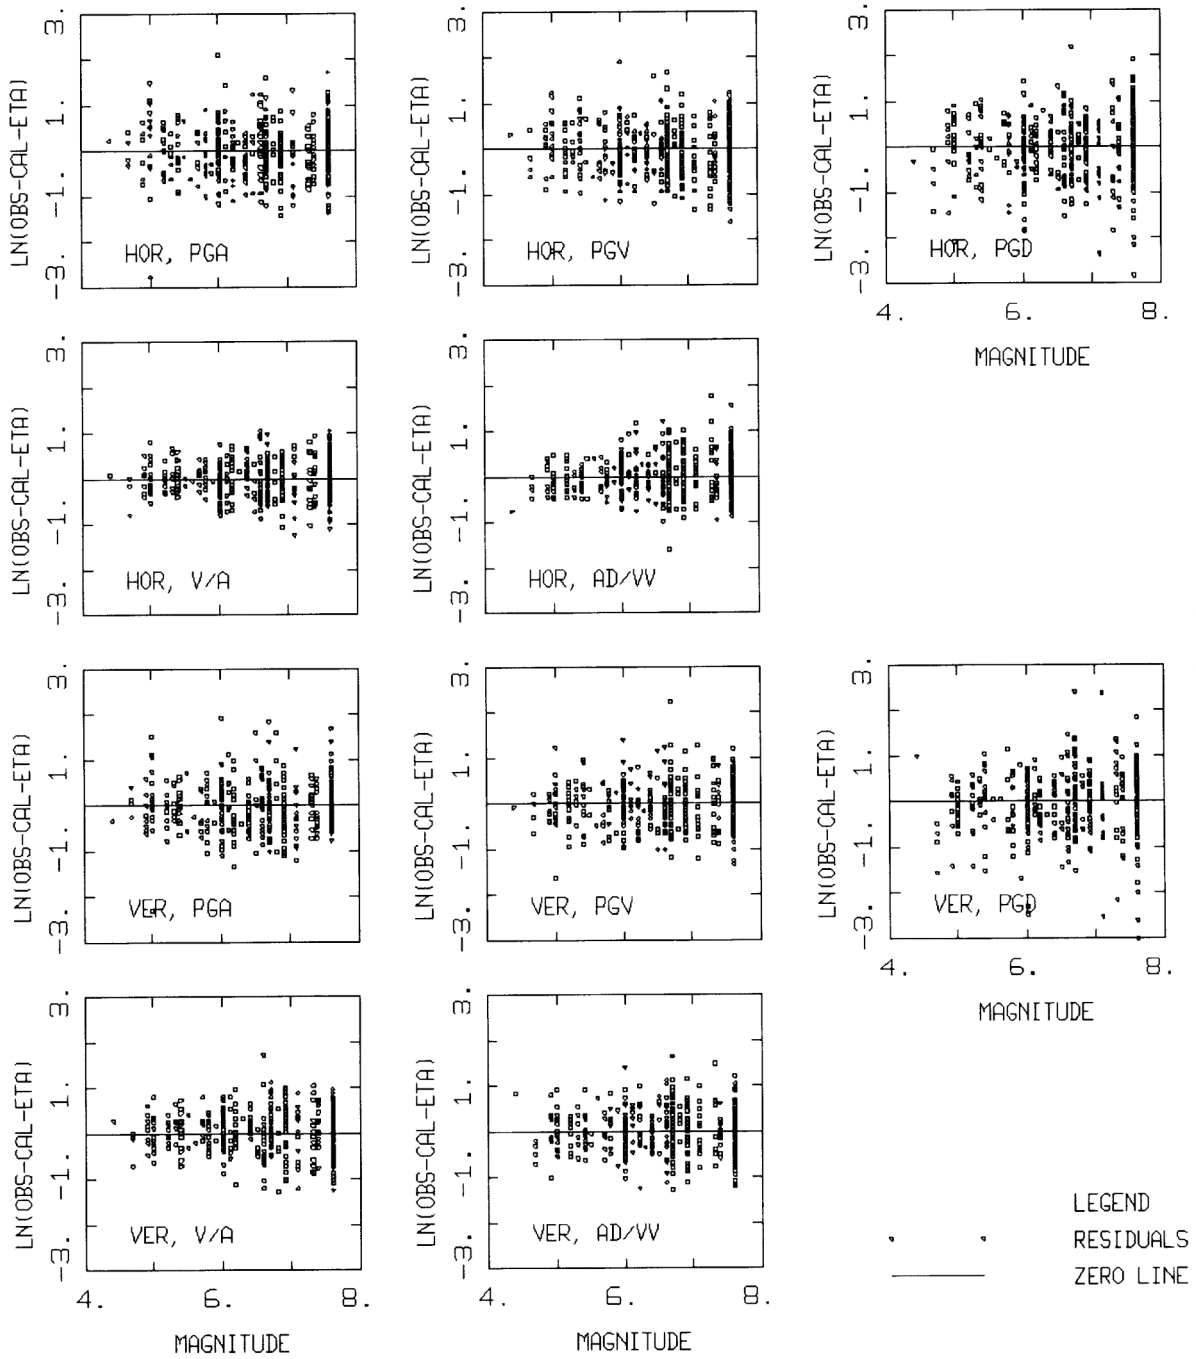 3.
1.
-1.
-3.
LN(OBS-CAL-ETA)
HOR, PGA
3.
1.
-1.
-3.
LN(OBS-CAL-ETA)
HOR, PGV
3.
1.
-1.
-3.
LN(OBS-CAL-ETA)
HOR, PGD
4. 6. 8.
MAGNITUDE
3.
1.
-1.
-3.
LN(OBS-CAL-ETA)
HOR, V/A
3.
1.
-1.
-3.
LN(OBS-CAL-ETA)
HOR, AD/VV
3.
1.
-1.
-3.
LN(OBS-CAL-ETA)
VER, PGA
3.
1.
-1.
-3.
LN(OBS-CAL-ETA)
VER, PGV
3.
1.
-1.
-3.
LN(OBS-CAL-ETA)
VER, PGD
4. 6. 8.
MAGNITUDE
3.
1.
-1.
-3.
LN(OBS-CAL-ETA)
VER, V/A
4. 6. 8.
MAGNITUDE
3.
1.
-1.
-3.
LN(OBS-CAL-ETA)
VER, AD/VV
4. 6. 8.
MAGNITUDE
LEGEND
RESIDUALS
ZERO LINE